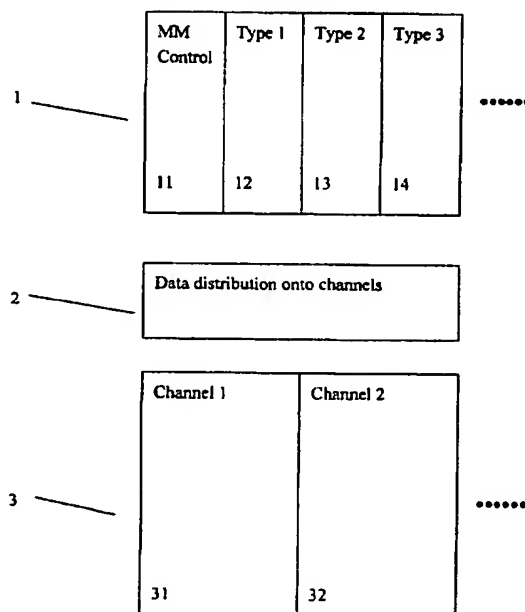 MM Control
Type 1
Type 2
Type 3
1
11
12
13
14
2
Data distribution onto channels
Channel 1
Channel 2
3
31
32